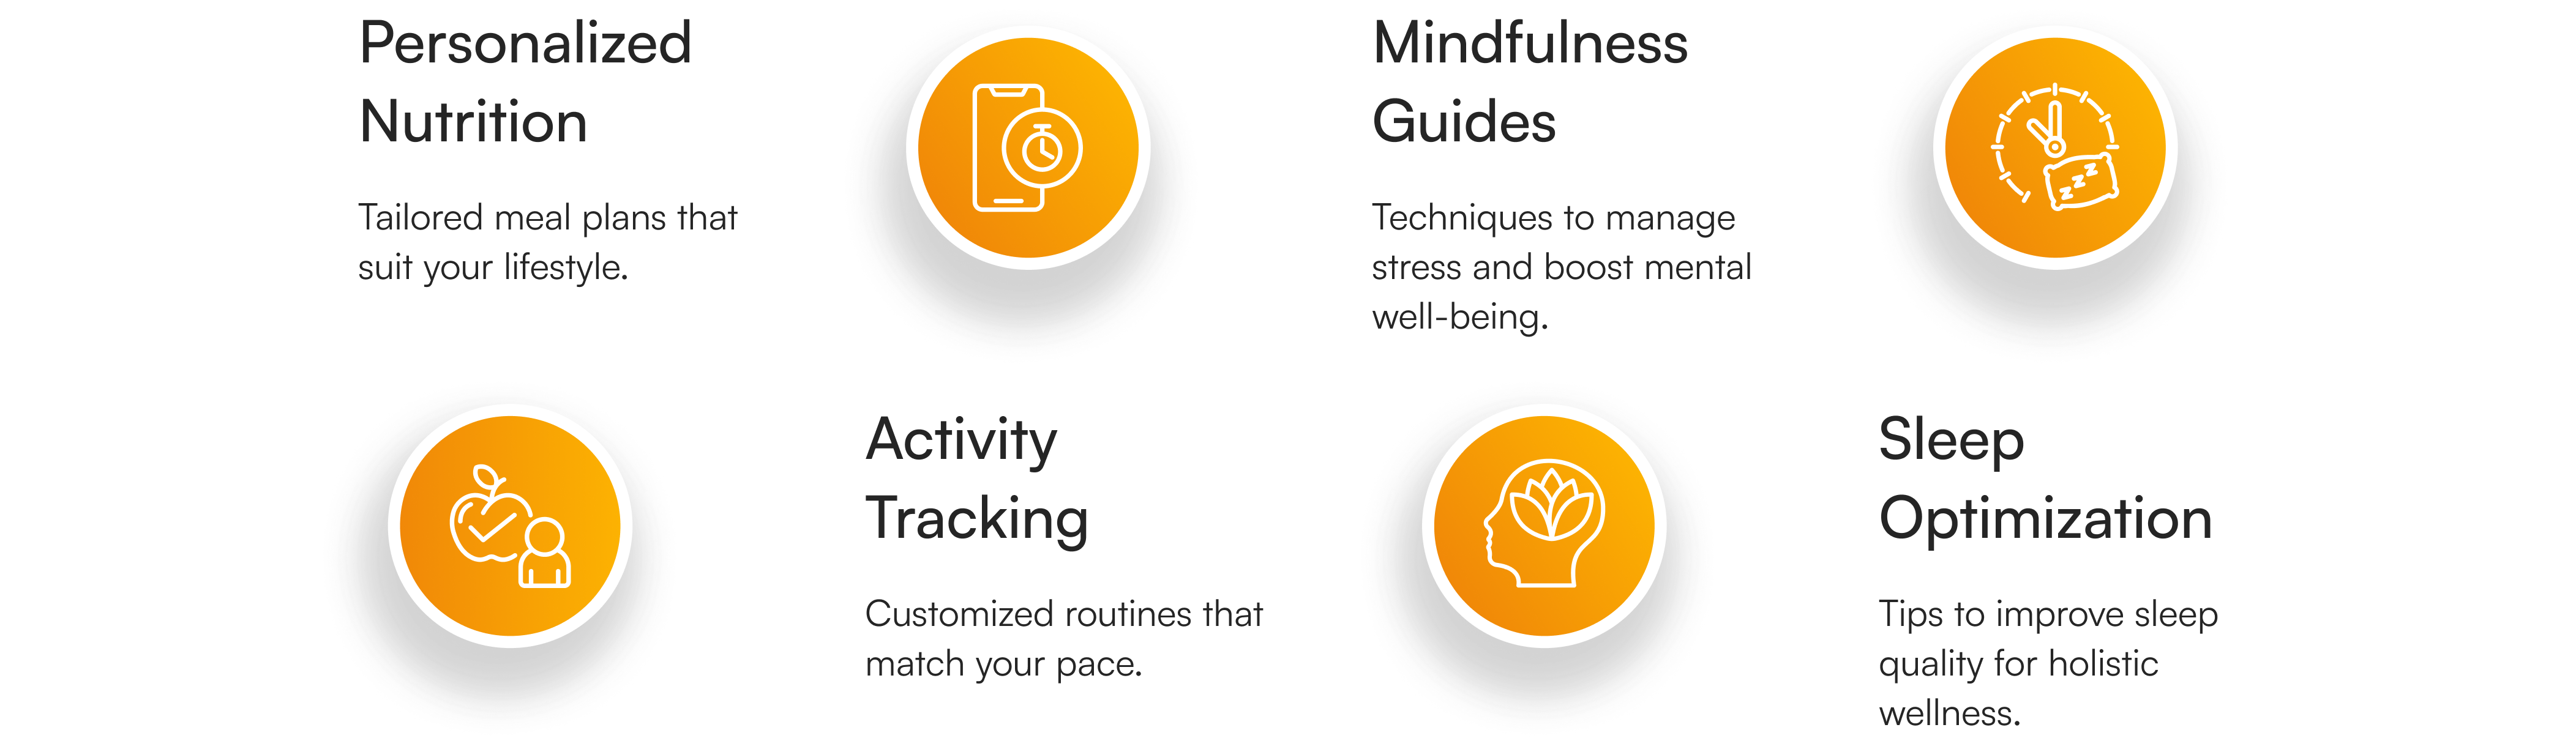 Personalized
Nutrition
Tailored meal plans that
suit your lifestyle.
Activity
Tracking
Customized routines that
match your pace.
Mindfulness
Guides
Techniques to manage
stress and boost mental
well-being.
Sleep
Optimization
Tips to improve sleep
quality for holistic
wellness.
z z z